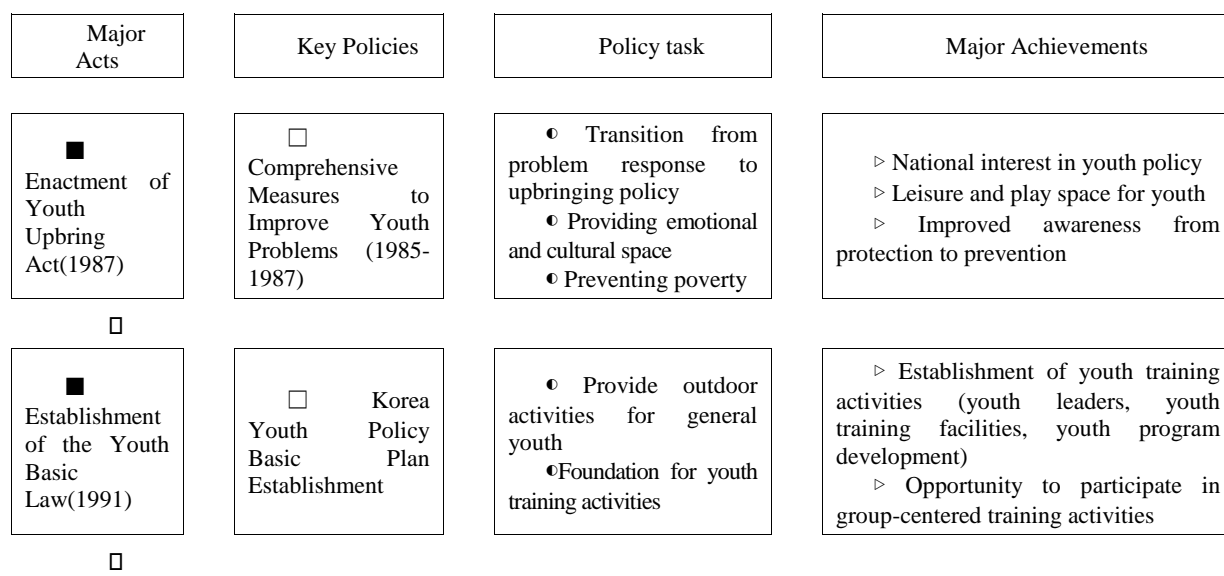 Major
Acts
Key Policies
Policy task
Major Achievements
■
Enactment of
Youth
Upbring
Act(1987)
□
Comprehensive
Measures to
Improve Youth
Problems (1985-
1987)
◐ Transition from
problem response to
upbringing policy
◐ Providing emotional
and cultural space
◐ Preventing poverty
▷ National interest in youth policy
▷ Leisure and play space for youth
▷ Improved awareness from
protection to prevention
■
Establishment
of the Youth
Basic
Law(1991)
□ Korea
Youth Policy
Basic Plan
Establishment
◐ Provide outdoor
activities for general
youth
◐Foundation for youth
training activities
▷ Establishment of youth training
activities (youth leaders, youth
training facilities, youth program
development)
▷ Opportunity to participate in
group-centered training activities